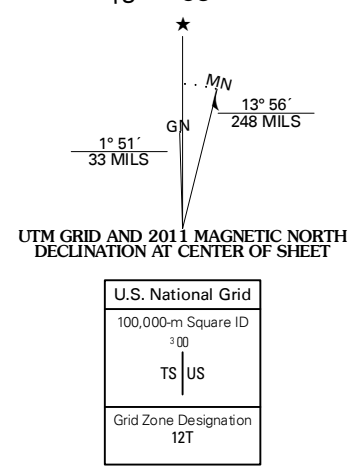 MN
GN
13° 56´
248 MILS
1° 51´
33 MILS
UTM GRID AND 2011 MAGNETIC NORTH
DECLINATION AT CENTER OF SHEET
U.S. National Grid
100,000-m Square ID
³00
TS US
Grid Zone Designation
12T